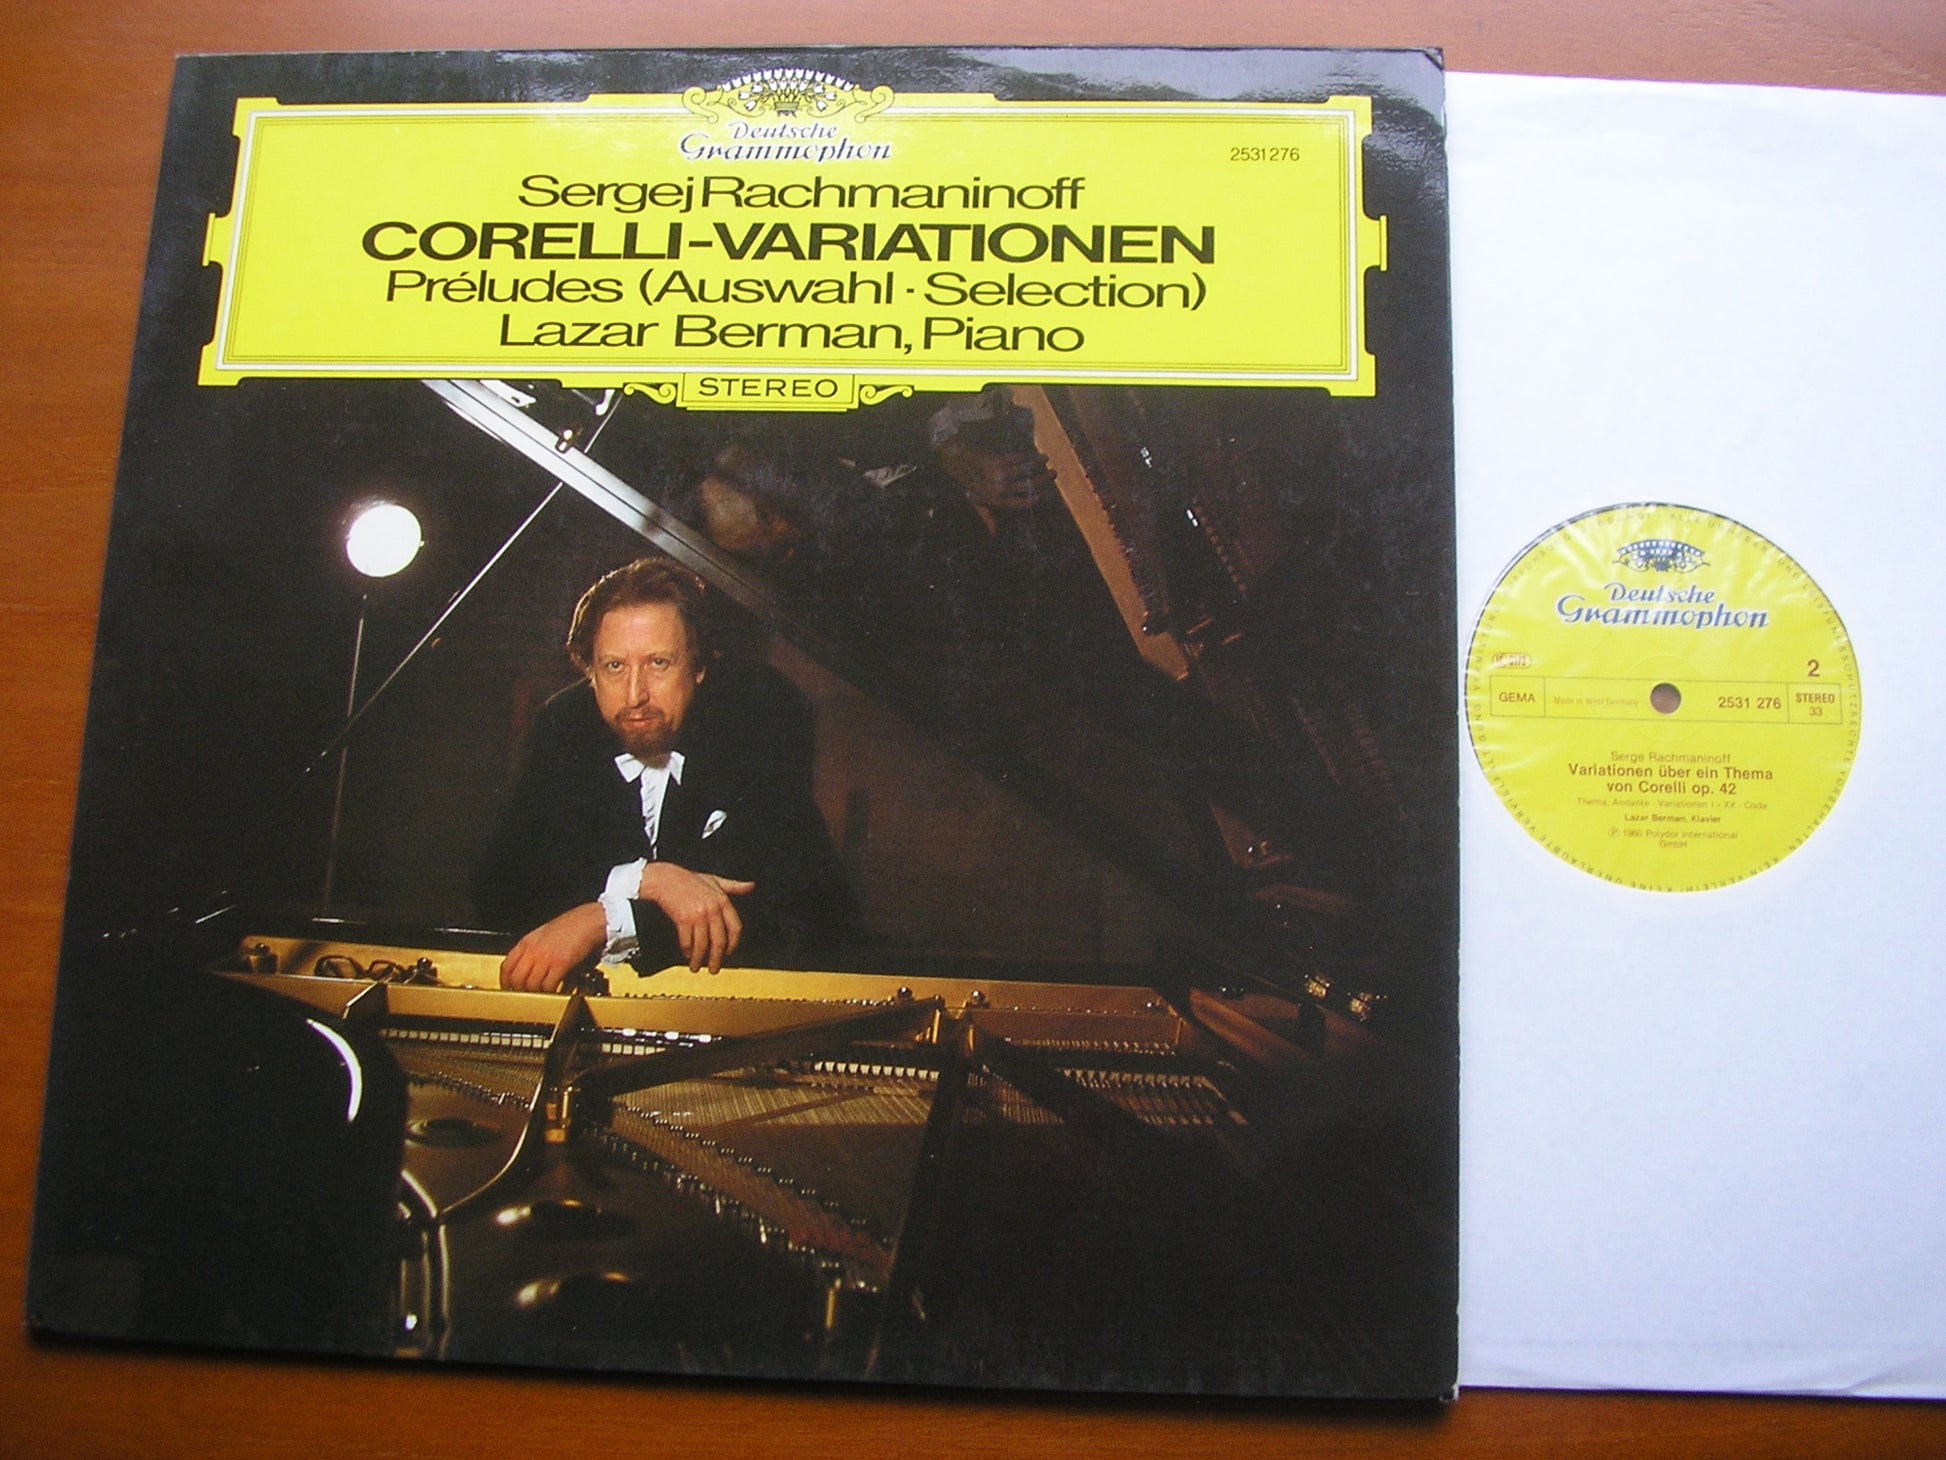 Deutsche
Grammophon
2531 276
Sergej Rachmaninoff
CORELLI-VARIATIONEN
Préludes (Auswahl · Selection)
Lazar Berman, Piano
STEREO
Deutsche
Grammophon
2
GEMA
Made in West Germany
2531 276
STEREO
33
Serge Rachmaninoff
Variationen über ein Thema
von Corelli op. 42
Thema. Andante · Variationen I - XX · Coda
Lazar Berman, Klavier
Ⓟ 1980 Polydor International
GmbH